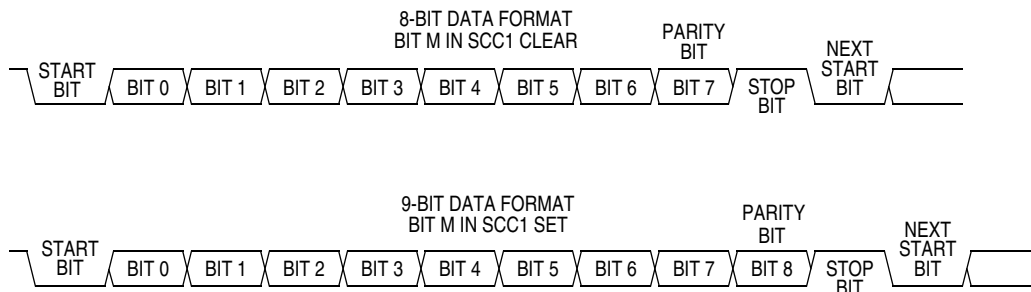 8-BIT DATA FORMAT
BIT M IN SCC1 CLEAR
PARITY
BIT
START
BIT
BIT 0
BIT 1
BIT 2
BIT 3
BIT 4
BIT 5
BIT 6
BIT 7
STOP
BIT
NEXT
START
BIT
9-BIT DATA FORMAT
BIT M IN SCC1 SET
PARITY
BIT
START
BIT
BIT 0
BIT 1
BIT 2
BIT 3
BIT 4
BIT 5
BIT 6
BIT 7
BIT 8
STOP
BIT
NEXT
START
BIT